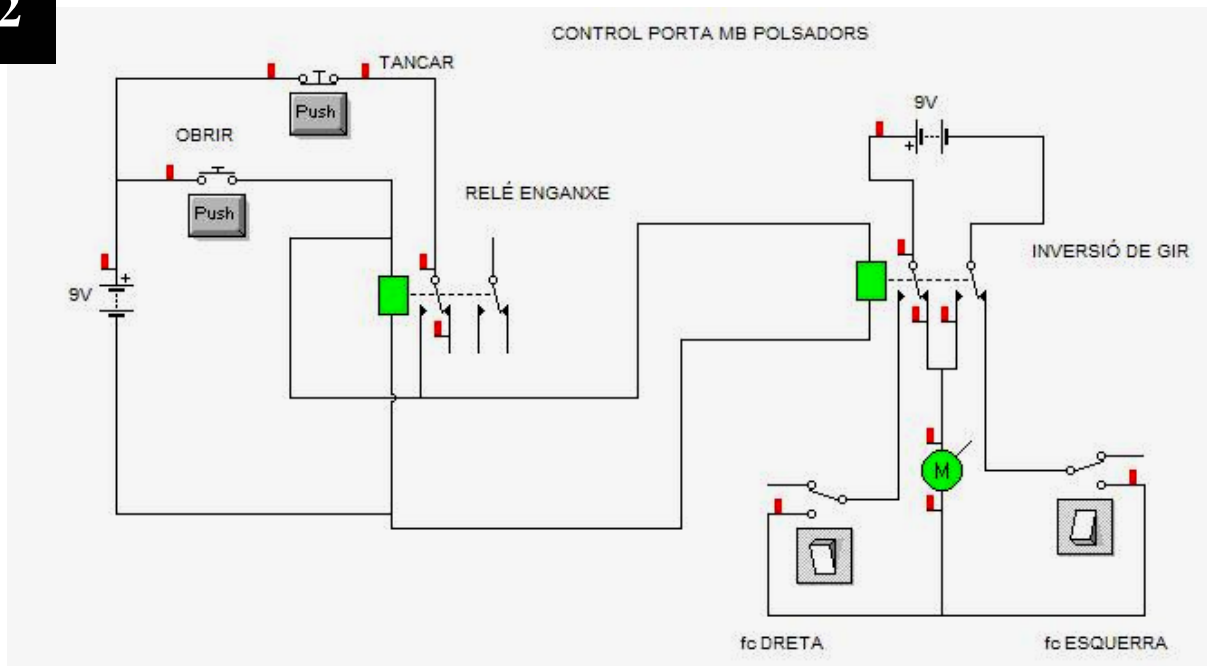 2
CONTROL PORTA MB POLSADORS
TANCAR
Push
9V
OBRIR
RELÉ ENGANXE
Push
INVERSIÓ DE GIR
9V
M
fc DRETA
fc ESQUERRA